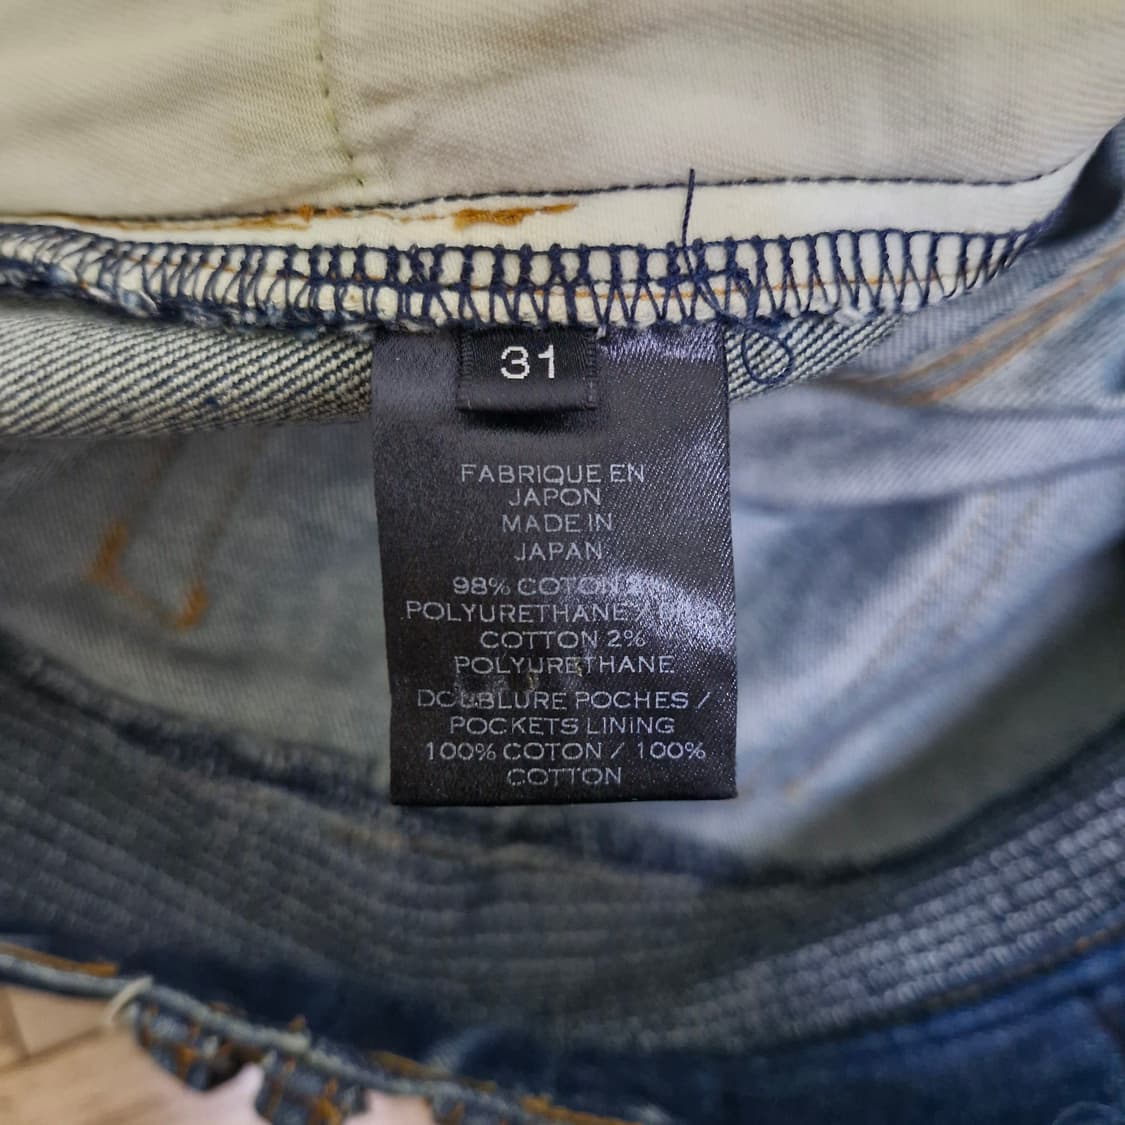 31
FABRIQUE EN
JAPON
MADE IN
JAPAN
98% COTON 2%
POLYURETHANE /
COTTON 2%
POLYURETHANE
DOUBLURE POCHES /
POCKETS LINING
100% COTON / 100%
COTTON